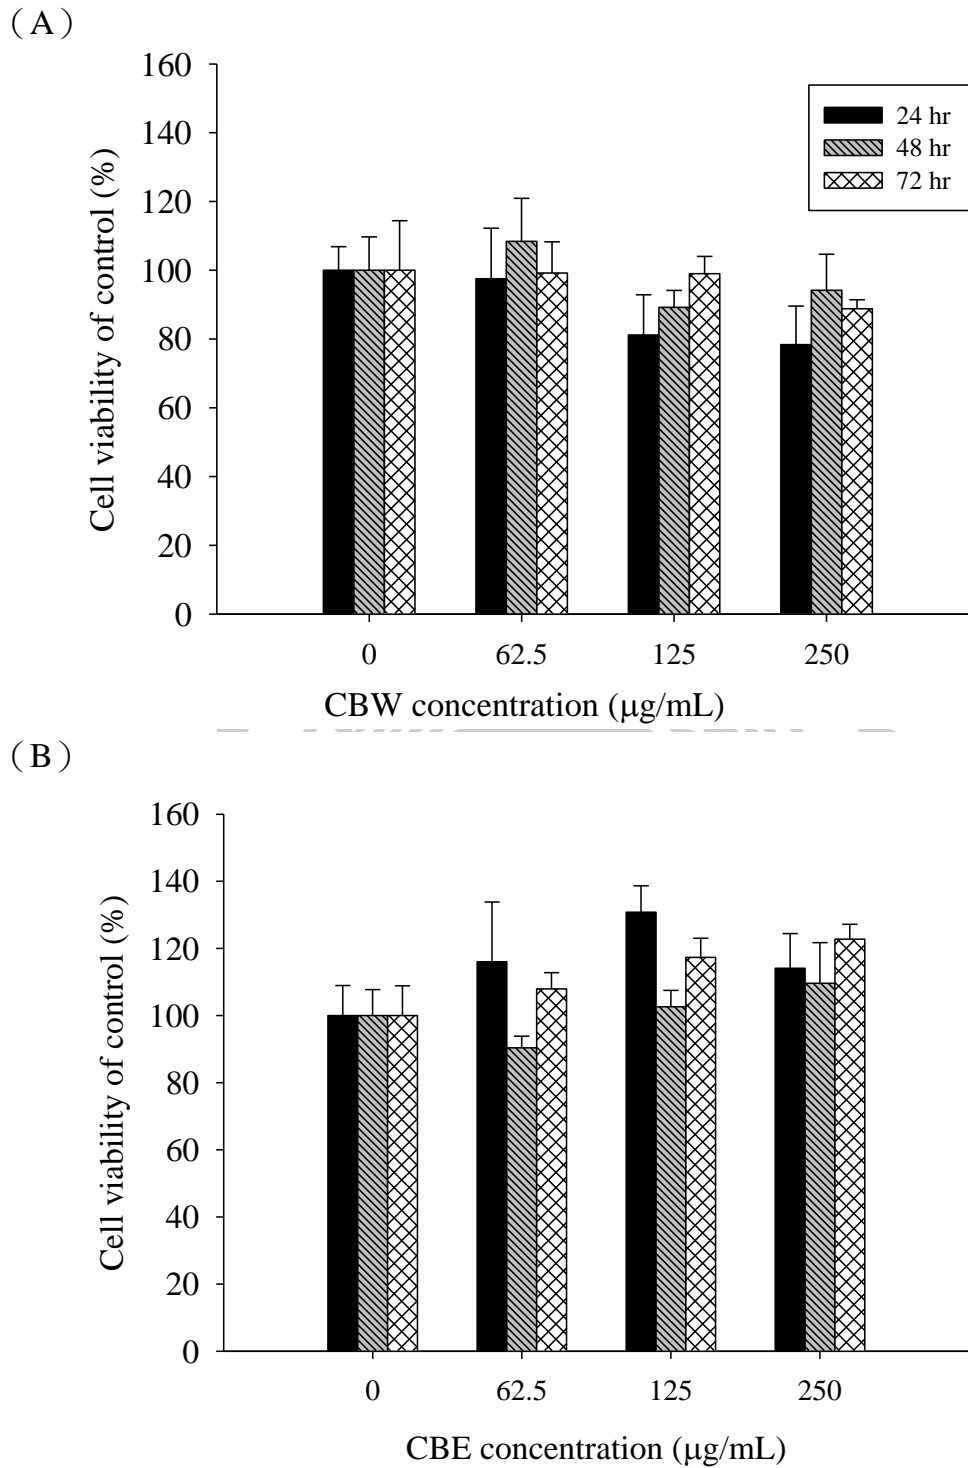 （A）
160
140
120
100
80
60
40
20
0
Cell viability of control (%)
24 hr
48 hr
72 hr
0 62.5 125 250
CBW concentration (μg/mL)
（B）
160
140
120
100
80
60
40
20
0
Cell viability of control (%)
0 62.5 125 250
CBE concentration (μg/mL)